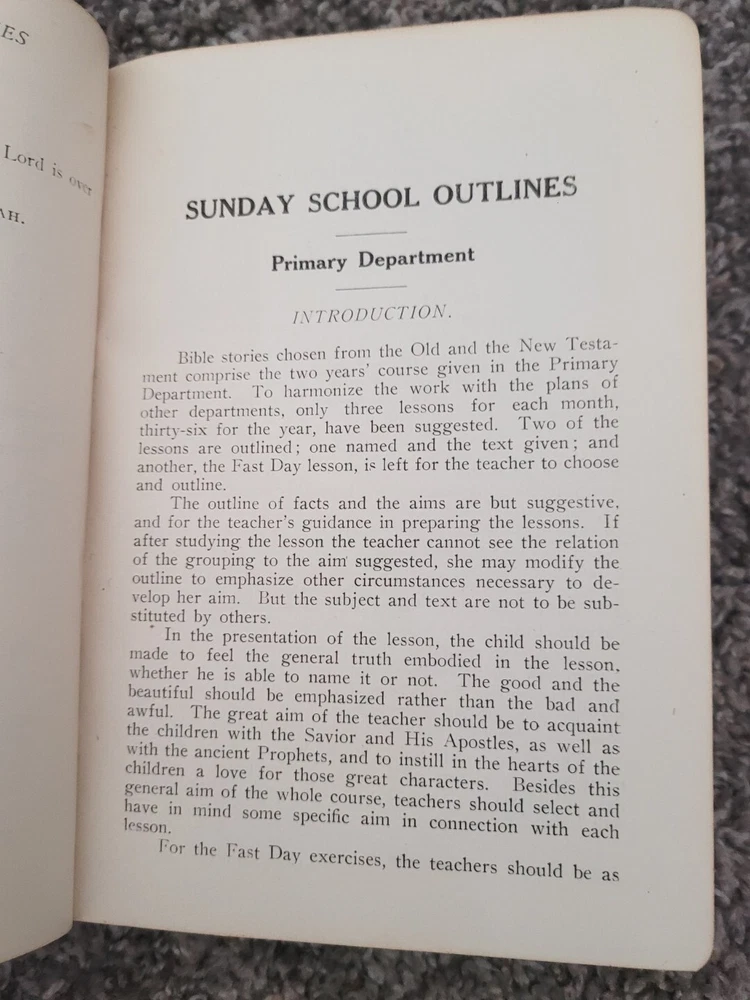 ES
Lord is over
AH.
SUNDAY SCHOOL OUTLINES
Primary Department
INTRODUCTION.
Bible stories chosen from the Old and the New Testa-
ment comprise the two years' course given in the Primary
Department. To harmonize the work with the plans of
other departments, only three lessons for each month,
thirty-six for the year, have been suggested. Two of the
lessons are outlined; one named and the text given; and
another, the Fast Day lesson, is left for the teacher to choose
and outline.
The outline of facts and the aims are but suggestive,
and for the teacher's guidance in preparing the lessons. If
after studying the lesson the teacher cannot see the relation
of the grouping to the aim suggested, she may modify the
outline to emphasize other circumstances necessary to de-
velop her aim. But the subject and text are not to be sub-
stituted by others.
In the presentation of the lesson, the child should be
made to feel the general truth embodied in the lesson,
whether he is able to name it or not. The good and the
beautiful should be emphasized rather than the bad and
awful. The great aim of the teacher should be to acquaint
the children with the Savior and His Apostles, as well as
with the ancient Prophets, and to instill in the hearts of the
children a love for those great characters. Besides this
general aim of the whole course, teachers should select and
have in mind some specific aim in connection with each
lesson.
For the Fast Day exercises, the teachers should be as